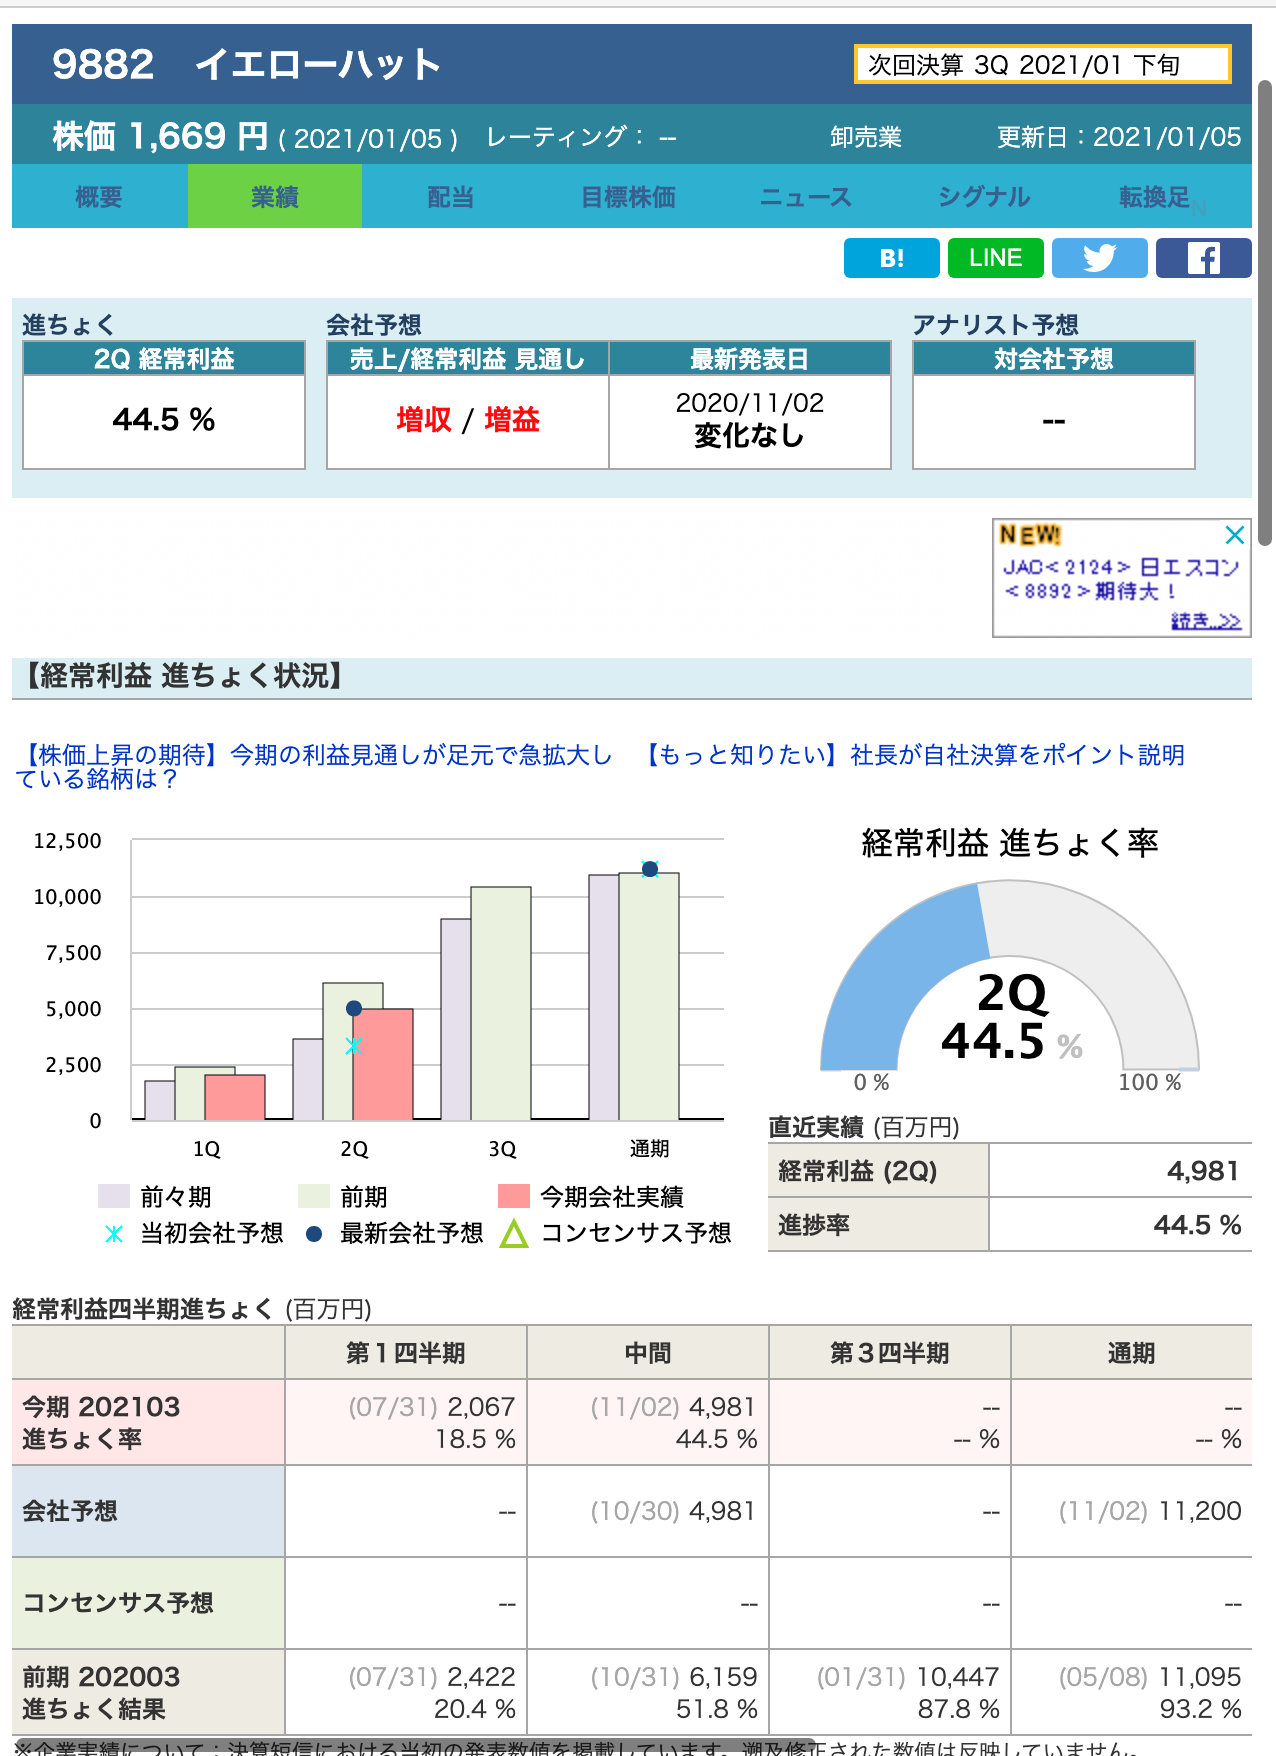 9882 イエローハット
次回決算 3Q 2021/01 下旬
株価 1,669 円 ( 2021/01/05 ) レーティング： -- 卸売業 更新日：2021/01/05
概要 業績 配当 目標株価 ニュース シグナル 転換足 N
B! LINE
進ちょく 会社予想 アナリスト予想
2Q 経常利益 売上/経常利益 見通し 最新発表日 対会社予想
44.5 % 増収 / 増益 2020/11/02 --
変化なし
NEW!
JAC<2124> 日エスコン
<8892>期待大！
続き..>>
【経常利益 進ちょく状況】
【株価上昇の期待】今期の利益見通しが足元で急拡大し 【もっと知りたい】社長が自社決算をポイント説明
ている銘柄は？
経常利益 進ちょく率
12,500
10,000
7,500
5,000
2,500
0
1Q 2Q 3Q 通期
2Q
44.5 %
0 % 100 %
前々期 前期 今期会社実績
当初会社予想 最新会社予想 コンセンサス予想
直近実績 (百万円)
経常利益 (2Q) 4,981
進捗率 44.5 %
経常利益四半期進ちょく (百万円)
第１四半期 中間 第３四半期 通期
今期 202103 (07/31) 2,067 (11/02) 4,981 -- --
進ちょく率 18.5 % 44.5 % -- % -- %
会社予想 -- (10/30) 4,981 -- (11/02) 11,200
コンセンサス予想 -- -- -- --
前期 202003 (07/31) 2,422 (10/31) 6,159 (01/31) 10,447 (05/08) 11,095
進ちょく結果 20.4 % 51.8 % 87.8 % 93.2 %
※企業実績について：決算短信における当初の発表数値を掲載しています。遡及修正された数値は反映していません。